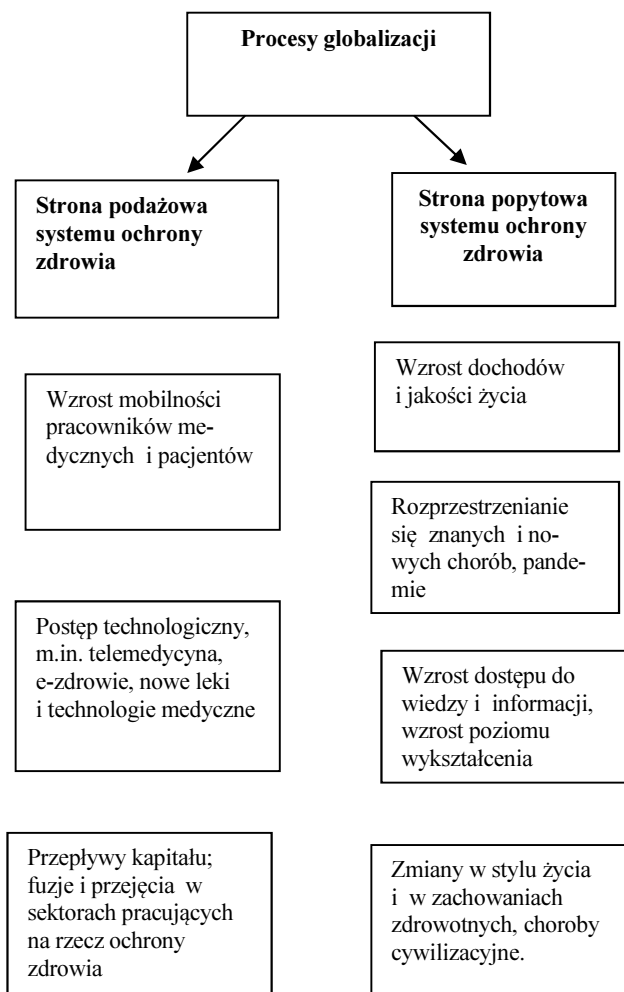 Procesy globalizacji
Strona podażowa
systemu ochrony
zdrowia
Strona popytowa
systemu ochrony
zdrowia
Wzrost mobilności
pracowników me-
dycznych i pacjentów
Postęp technologiczny,
m.in. telemedycyna,
e-zdrowie, nowe leki
i technologie medyczne
Przepływy kapitału;
fuzje i przejęcia w
sektorach pracujących
na rzecz ochrony
zdrowia
Wzrost dochodów
i jakości życia
Rozprzestrzenianie
się znanych i no-
wych chorób, pande-
mie
Wzrost dostępu do
wiedzy i informacji,
wzrost poziomu
wykształcenia
Zmiany w stylu życia
i w zachowaniach
zdrowotnych, choroby
cywilizacyjne.